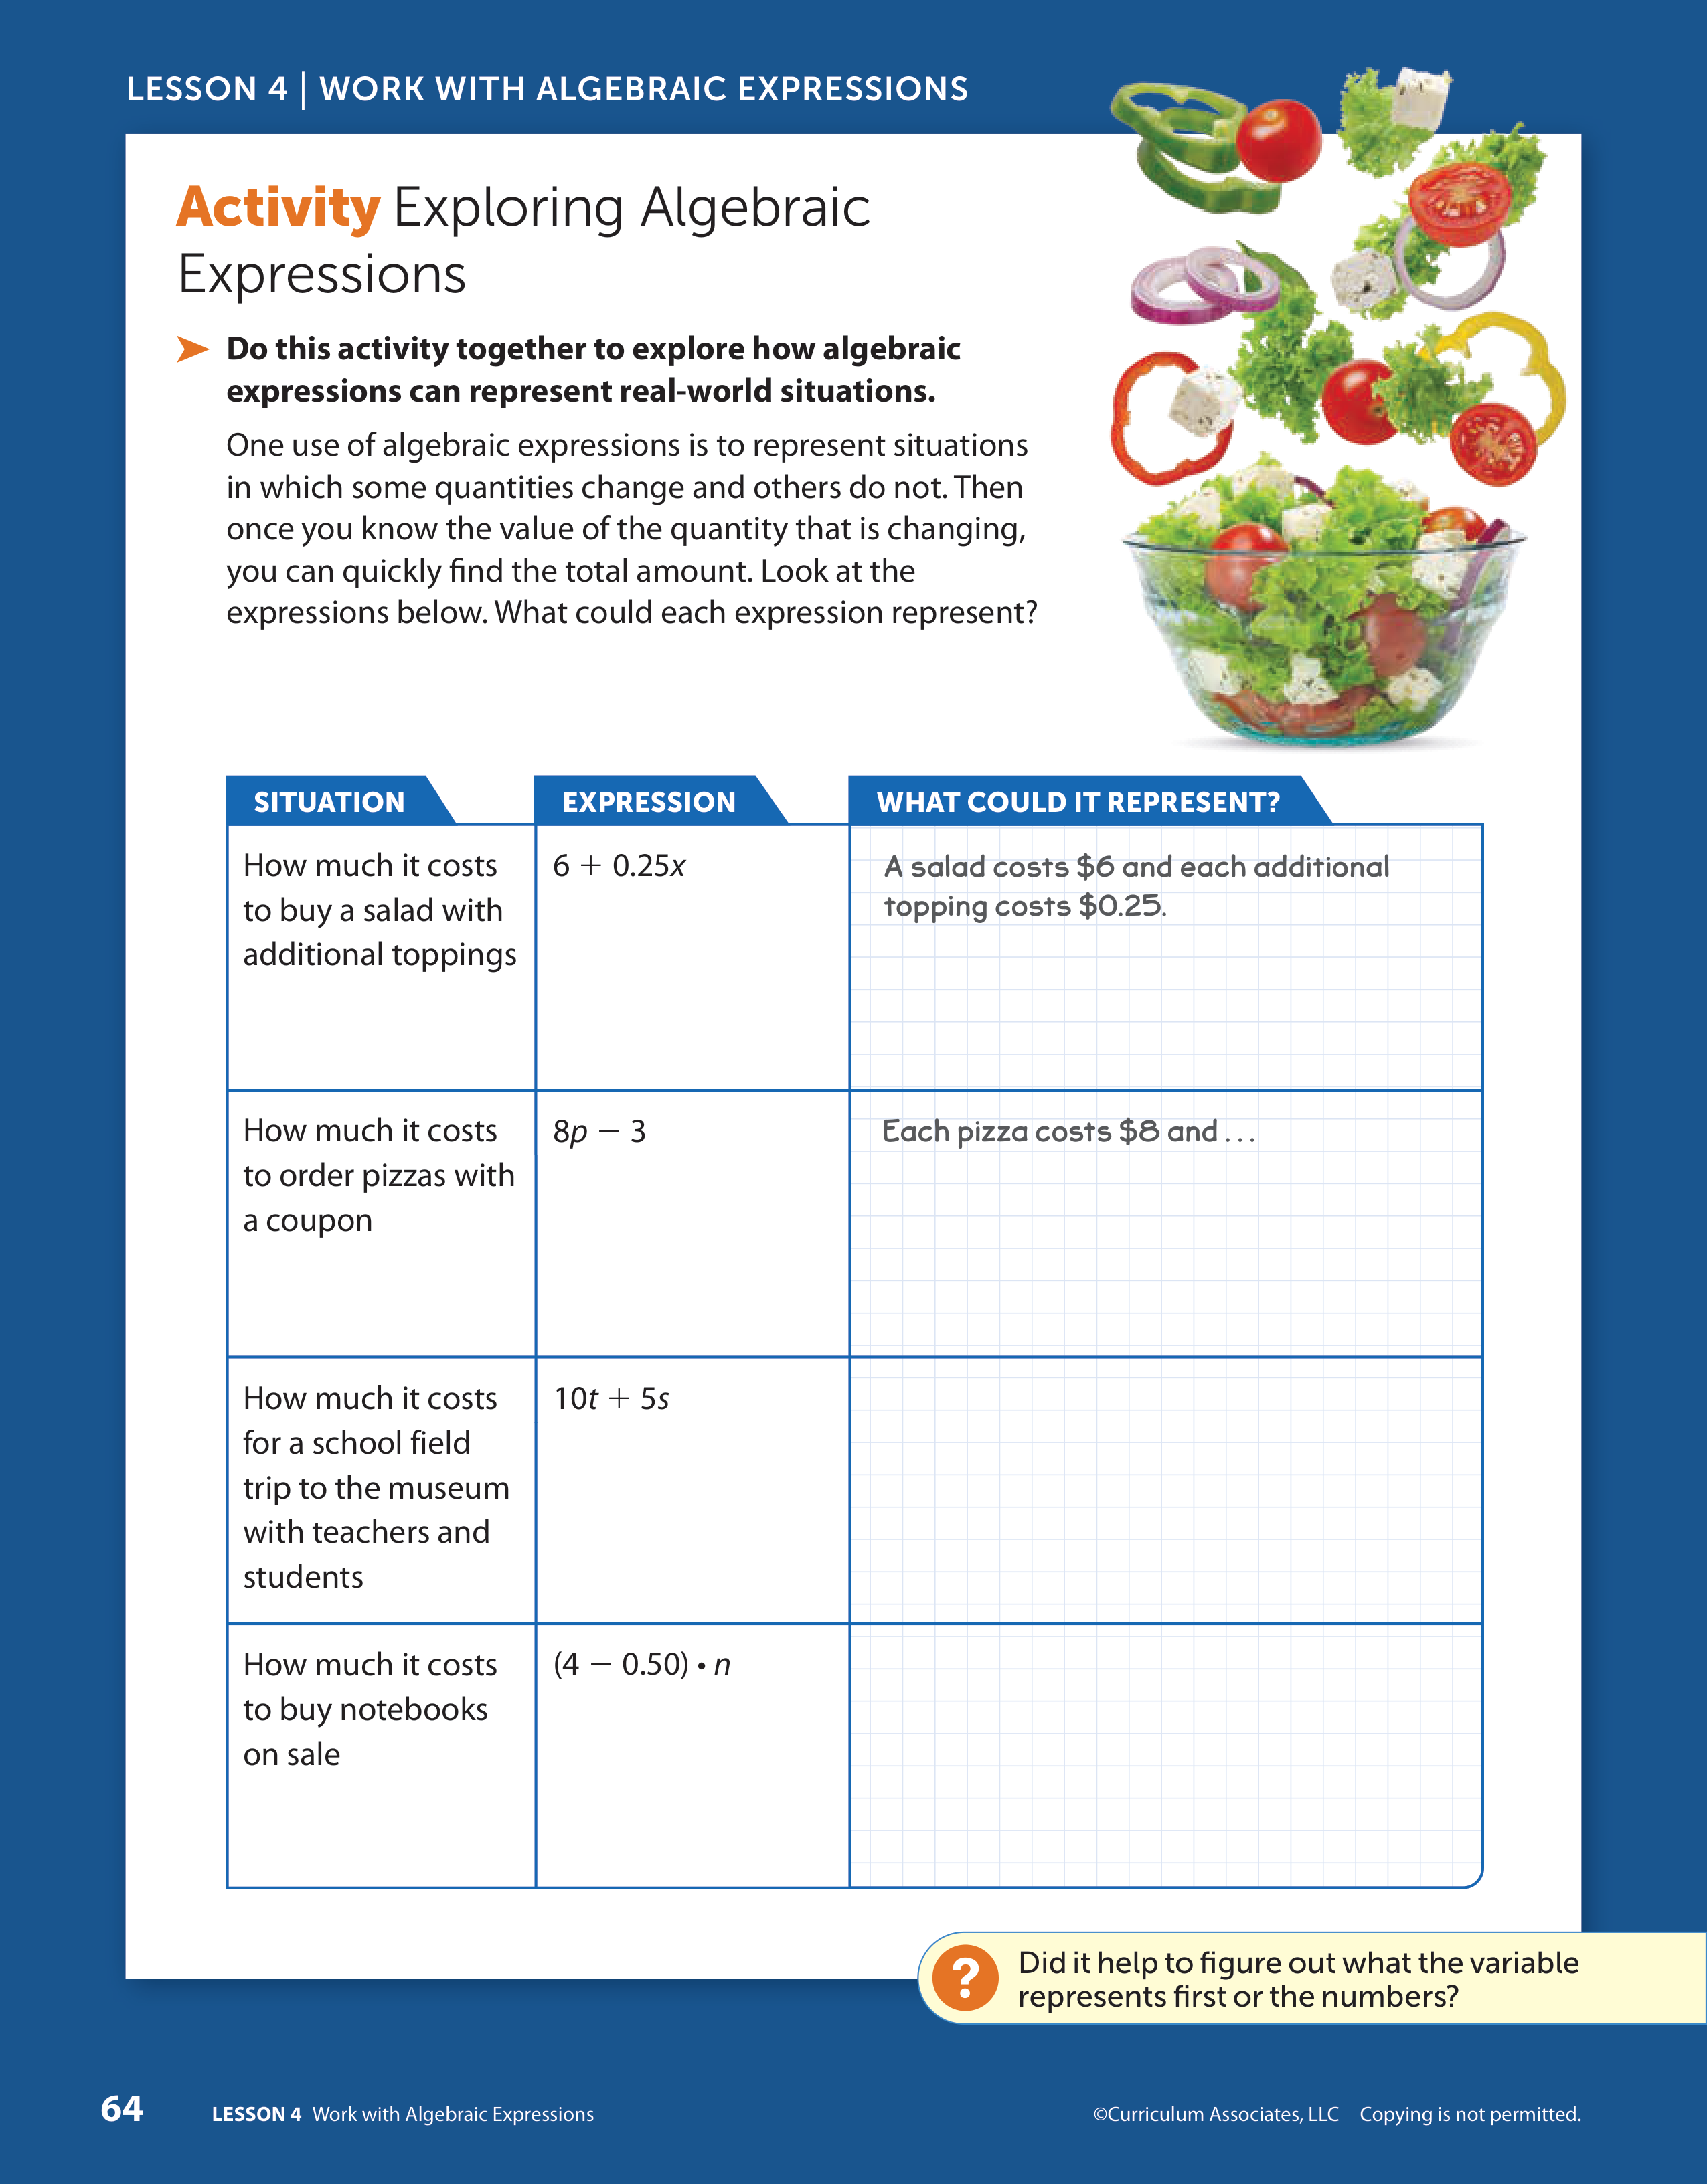 LESSON 4 | WORK WITH ALGEBRAIC EXPRESSIONS
Activity Exploring Algebraic
Expressions
Do this activity together to explore how algebraic
expressions can represent real-world situations.
One use of algebraic expressions is to represent situations
in which some quantities change and others do not. Then
once you know the value of the quantity that is changing,
you can quickly find the total amount. Look at the
expressions below. What could each expression represent?
SITUATION
EXPRESSION
WHAT COULD IT REPRESENT?
How much it costs
to buy a salad with
additional toppings
6 + 0.25x
A salad costs $6 and each additional
topping costs $0.25.
How much it costs
to order pizzas with
a coupon
8p − 3
Each pizza costs $8 and . . .
How much it costs
for a school field
trip to the museum
with teachers and
students
10t + 5s
How much it costs
to buy notebooks
on sale
(4 − 0.50) • n
?
Did it help to figure out what the variable
represents first or the numbers?
64
LESSON 4 Work with Algebraic Expressions
©Curriculum Associates, LLC Copying is not permitted.